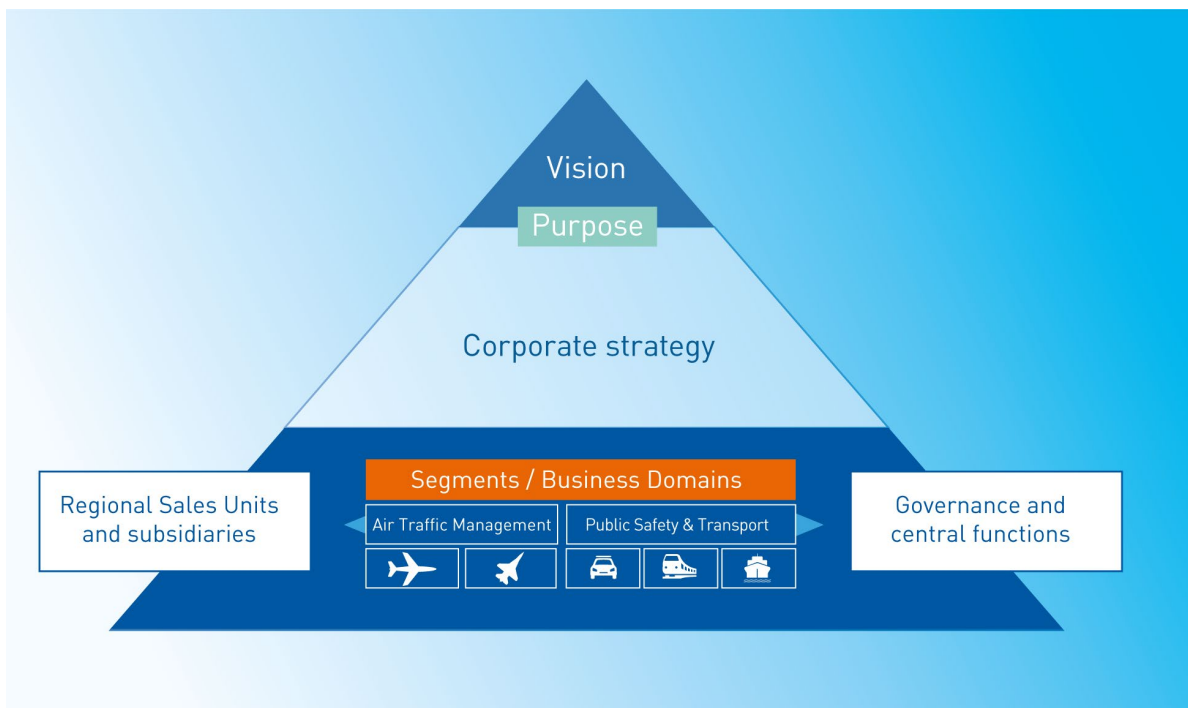 Vision
Purpose
Corporate strategy
Segments / Business Domains
Regional Sales Units
and subsidiaries
Air Traffic Management
Public Safety & Transport
Governance and
central functions